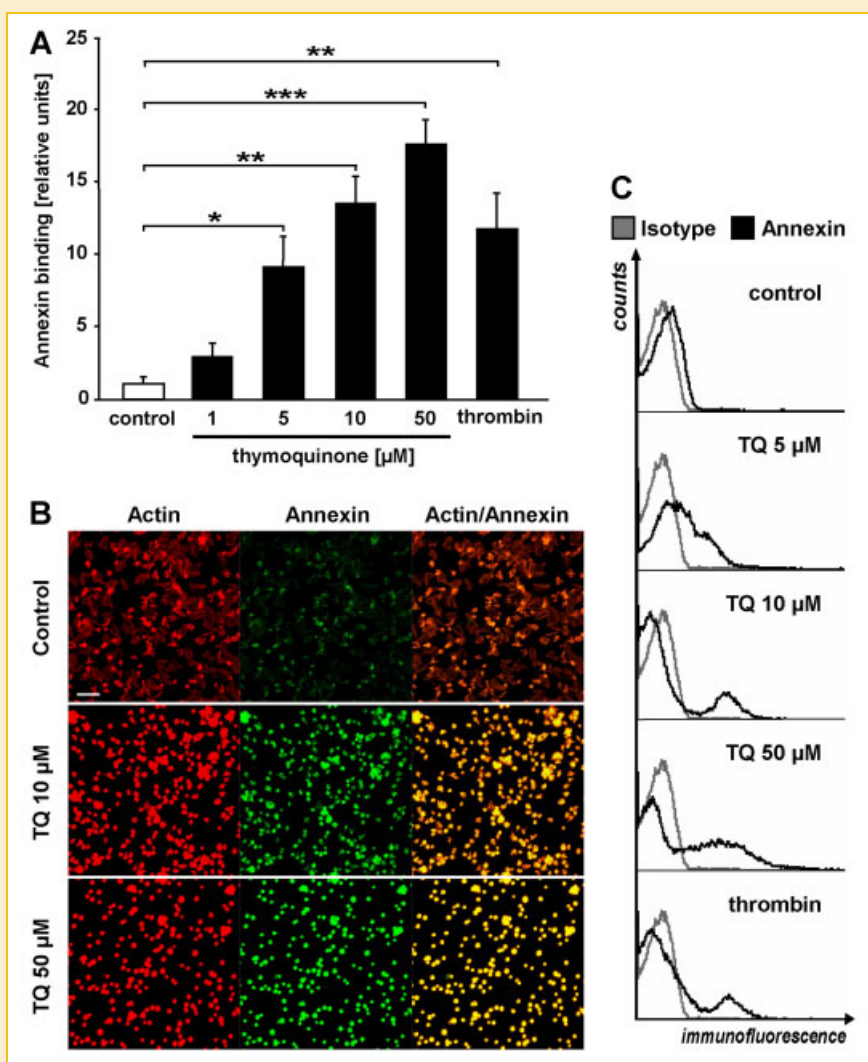 A
Annexin binding [relative units]
25
20
15
10
5
0
**
***
**
*
control
1
5
10
50
thrombin
thymoquinone [µM]
B
Actin
Annexin
Actin/Annexin
Control
TQ 10 µM
TQ 50 µM
C
Isotype
Annexin
counts
control
TQ 5 µM
TQ 10 µM
TQ 50 µM
thrombin
immunofluorescence